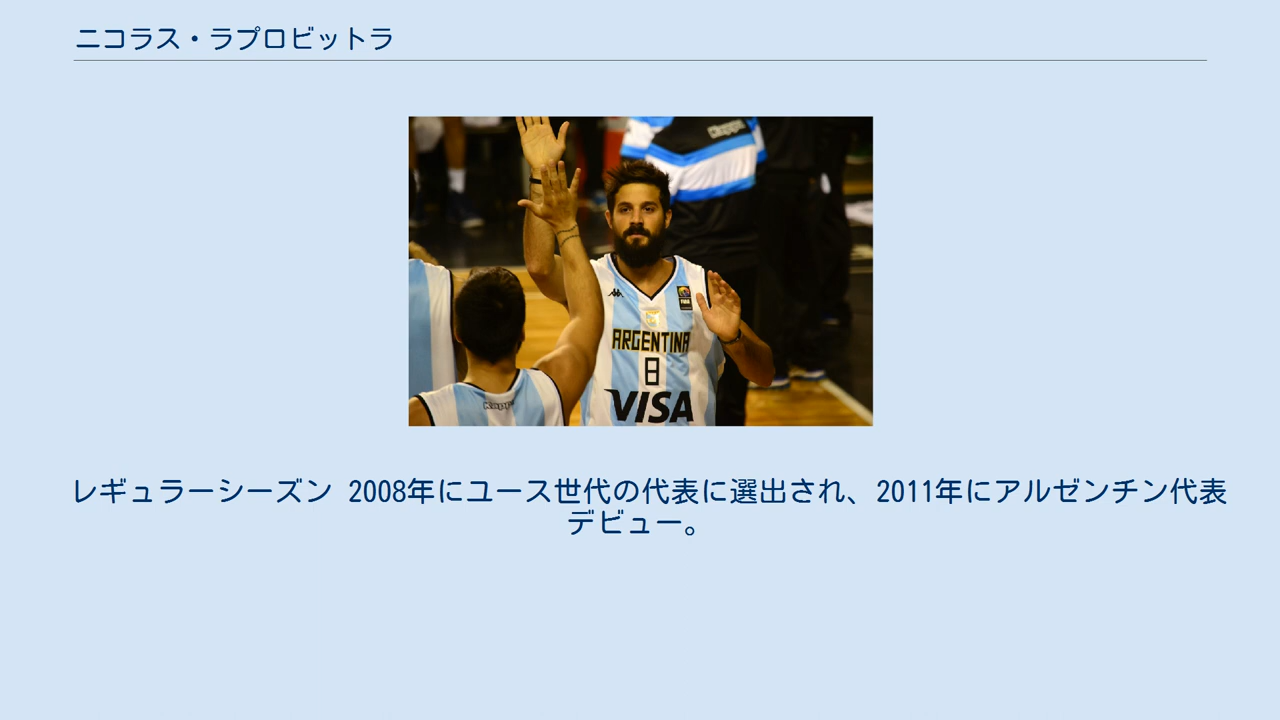 ニコラス・ラプロビットラ
ARGENTINA
8
VISA
Kappa
レギュラーシーズン 2008年にユース世代の代表に選出され、2011年にアルゼンチン代表
デビュー。